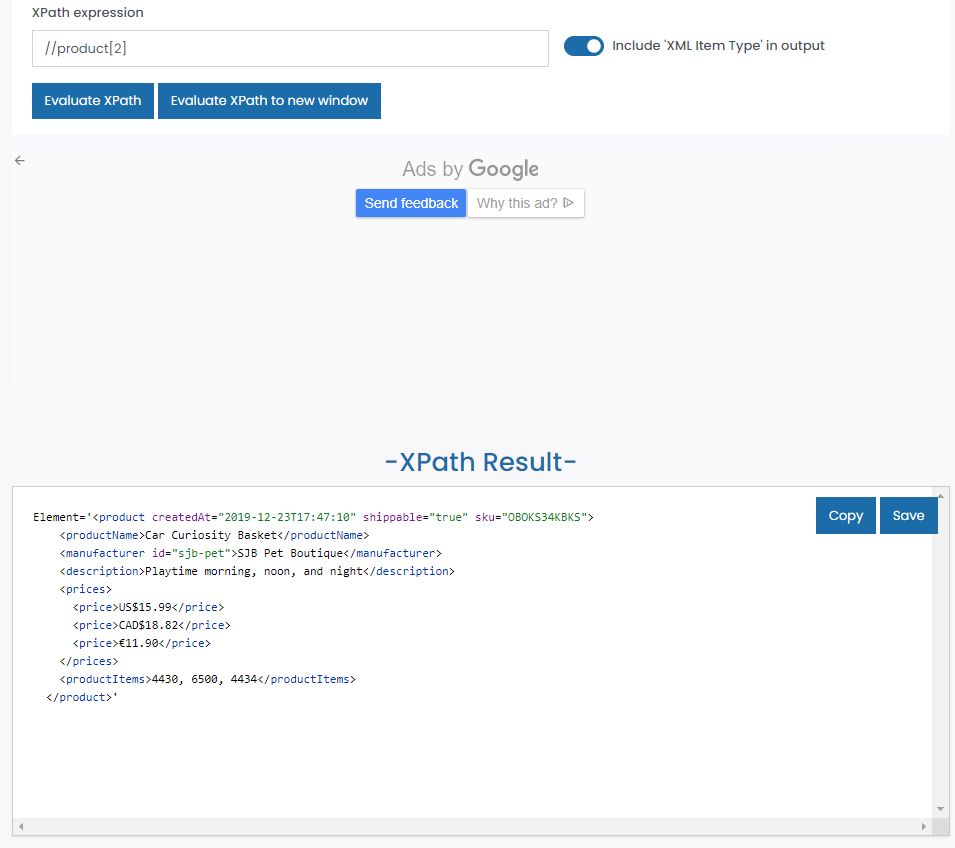 XPath expression
//product[2]
Include 'XML Item Type' in output
Evaluate XPath
Evaluate XPath to new window
Ads by Google
Send feedback
Why this ad?
-XPath Result-
Copy
Save
Element='<product createdAt="2019-12-23T17:47:10" shippable="true" sku="OBOKS34KBKS">
<productName>Car Curiosity Basket</productName>
<manufacturer id="sjb-pet">SJB Pet Boutique</manufacturer>
<description>Playtime morning, noon, and night</description>
<prices>
<price>US$15.99</price>
<price>CAD$18.82</price>
<price>€11.90</price>
</prices>
<productItems>4430, 6500, 4434</productItems>
</product>'